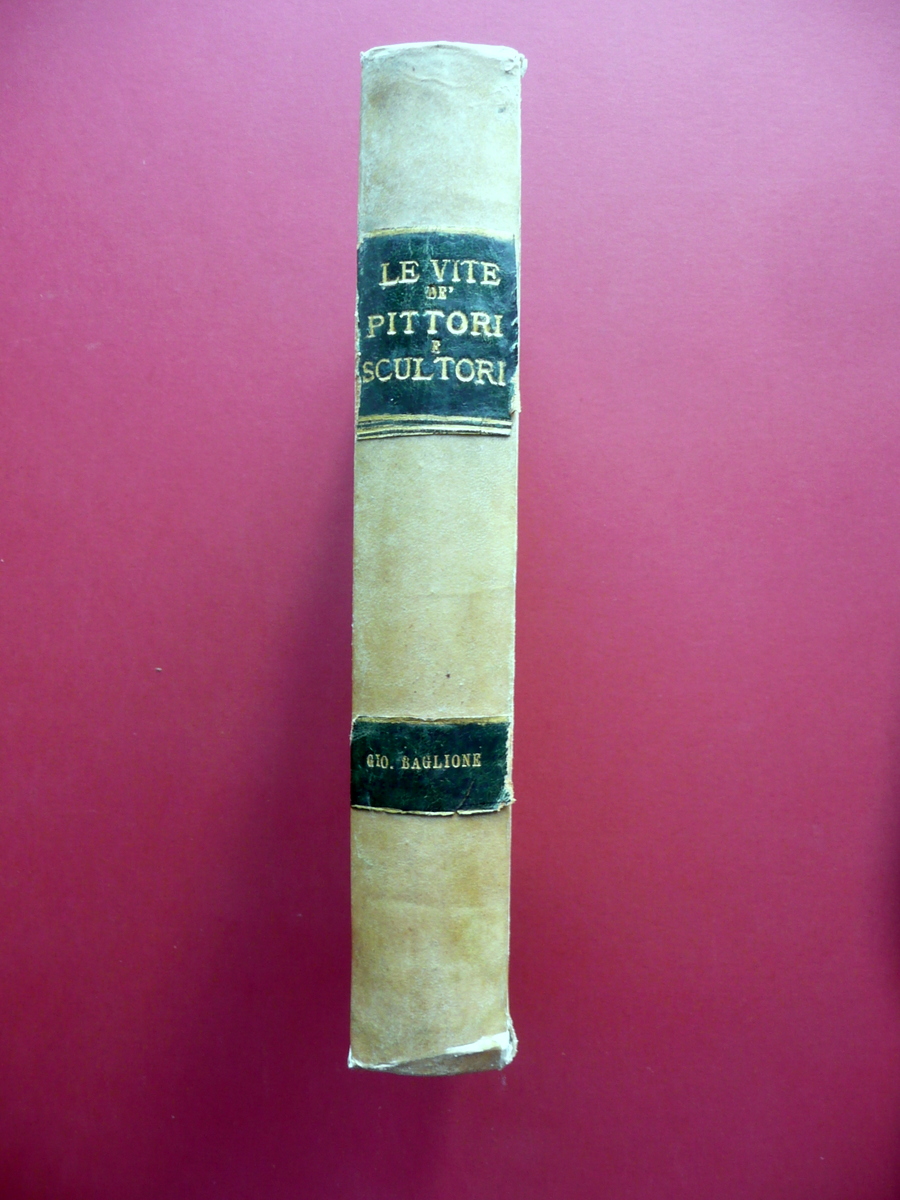 LE VITE
DE'
PITTORI
E
SCULTORI
GIO. BAGLIONE